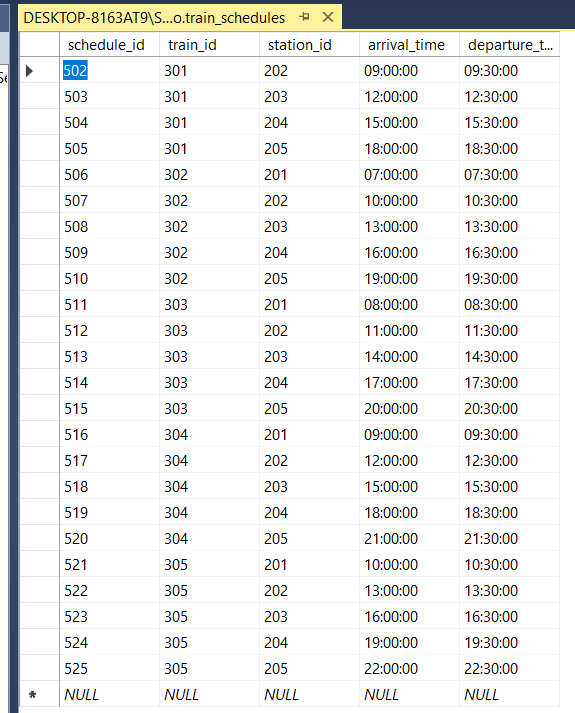 DESKTOP-8163AT9\S...o.train_schedules
schedule_id train_id station_id arrival_time departure_t...
502 301 202 09:00:00 09:30:00
503 301 203 12:00:00 12:30:00
504 301 204 15:00:00 15:30:00
505 301 205 18:00:00 18:30:00
506 302 201 07:00:00 07:30:00
507 302 202 10:00:00 10:30:00
508 302 203 13:00:00 13:30:00
509 302 204 16:00:00 16:30:00
510 302 205 19:00:00 19:30:00
511 303 201 08:00:00 08:30:00
512 303 202 11:00:00 11:30:00
513 303 203 14:00:00 14:30:00
514 303 204 17:00:00 17:30:00
515 303 205 20:00:00 20:30:00
516 304 201 09:00:00 09:30:00
517 304 202 12:00:00 12:30:00
518 304 203 15:00:00 15:30:00
519 304 204 18:00:00 18:30:00
520 304 205 21:00:00 21:30:00
521 305 201 10:00:00 10:30:00
522 305 202 13:00:00 13:30:00
523 305 203 16:00:00 16:30:00
524 305 204 19:00:00 19:30:00
525 305 205 22:00:00 22:30:00
NULL NULL NULL NULL NULL